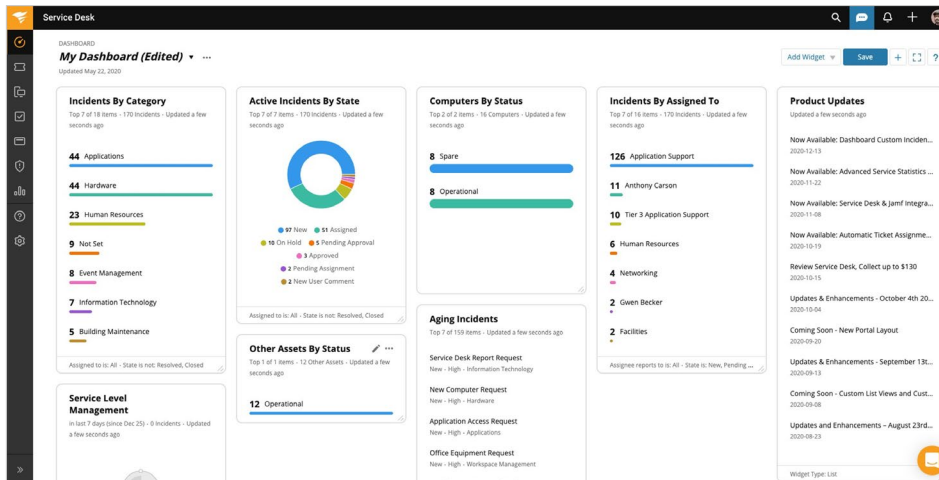 Service Desk
DASHBOARD
My Dashboard (Edited)
Updated May 22, 2020
Add Widget
Save
+
?
Incidents By Category
Top 7 of 18 items - 170 Incidents - Updated a few
seconds ago
44 Applications
44 Hardware
23 Human Resources
9 Not Set
8 Event Management
7 Information Technology
5 Building Maintenance
Assigned to is: All - State is not: Resolved, Closed
Service Level
Management
in last 7 days (since Dec 25) - 0 Incidents - Updated
a few seconds ago
Active Incidents By State
Top 7 of 7 items - 170 Incidents - Updated a few
seconds ago
97 New 51 Assigned
10 On Hold 5 Pending Approval
3 Approved
2 Pending Assignment
2 New User Comment
Assigned to is: All - State is not: Resolved, Closed
Other Assets By Status
Top 1 of 1 items - 12 Other Assets - Updated a few
seconds ago
12 Operational
Computers By Status
Top 2 of 2 items - 16 Computers - Updated a few
seconds ago
8 Spare
8 Operational
Aging Incidents
Top 7 of 159 items - Updated a few seconds ago
Service Desk Report Request
New - High - Information Technology
New Computer Request
New - High - Hardware
Application Access Request
New - High - Applications
Office Equipment Request
New - High - Workspace Management
Incidents By Assigned To
Top 7 of 16 items - 170 Incidents - Updated a few
seconds ago
126 Application Support
11 Anthony Carson
10 Tier 3 Application Support
6 Human Resources
4 Networking
2 Gwen Becker
2 Facilities
Assignee reports to is: All - State is: New, Pending ...
Product Updates
Updated a few seconds ago
Now Available: Dashboard Custom Inciden...
2020-12-13
Now Available: Advanced Service Statistics ...
2020-11-22
Now Available: Service Desk & Jamf Integra...
2020-11-08
Now Available: Automatic Ticket Assignme...
2020-10-19
Review Service Desk, Collect up to $130
2020-10-15
Updates & Enhancements - October 4th 20...
2020-10-04
Coming Soon - New Portal Layout
2020-09-20
Updates & Enhancements - September 13t...
2020-09-13
Coming Soon - Custom List Views and Cust...
2020-09-08
Updates and Enhancements – August 23rd...
2020-08-23
Widget Type: List